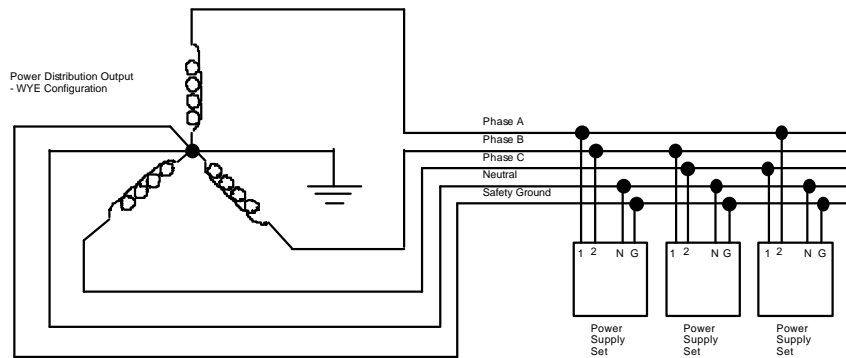 Power Distribution Output
- WYE Configuration
Phase A
Phase B
Phase C
Neutral
Safety Ground
1 2 N G
1 2 N G
1 2 N G
Power
Supply
Set
Power
Supply
Set
Power
Supply
Set